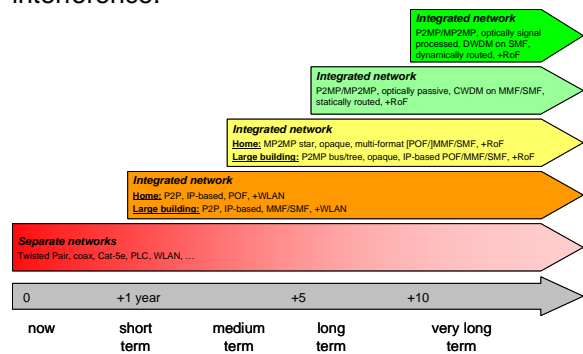 interference.
Integrated network
P2MP/MP2MP, optically signal
processed, DWDM on SMF,
dynamically routed, +RoF
Integrated network
P2MP/MP2MP, optically passive, CWDM on MMF/SMF,
statically routed, +RoF
Integrated network
Home: MP2MP star, opaque, multi-format [POF/]MMF/SMF, +RoF
Large building: P2MP bus/tree, opaque, IP-based POF/MMF/SMF, +RoF
Integrated network
Home: P2P, IP-based, POF, +WLAN
Large building: P2P, IP-based, MMF/SMF, +WLAN
Separate networks
Twisted Pair, coax, Cat-5e, PLC, WLAN, …
0 +1 year +5 +10
now short medium long very long
term term term term